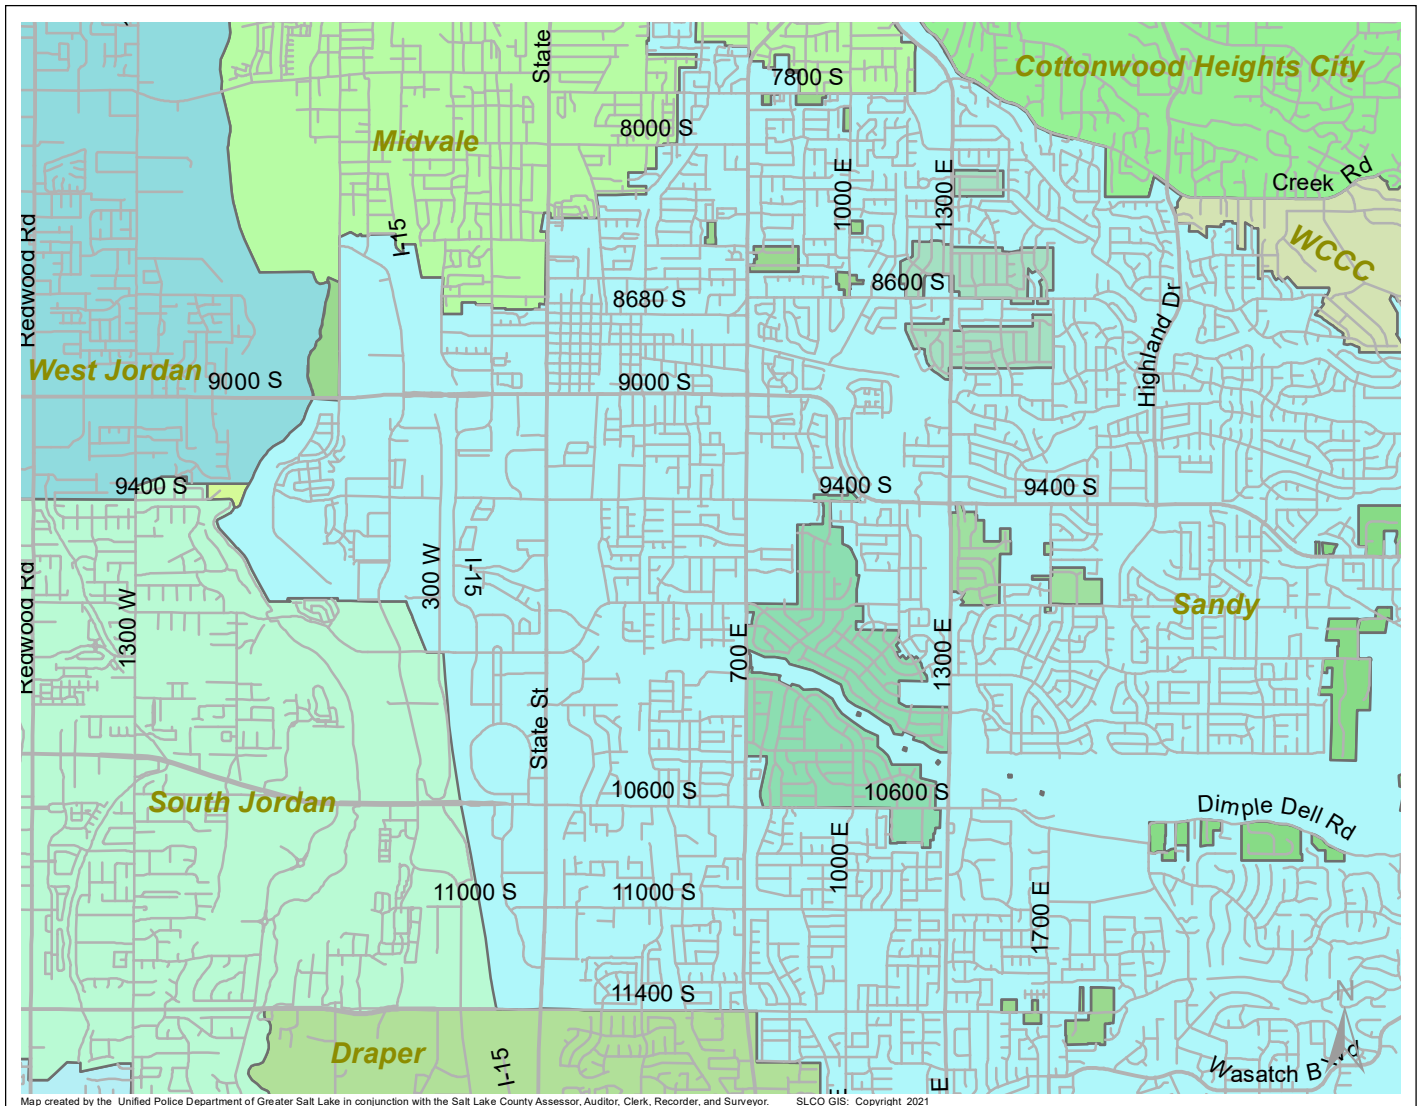 State
7800 S
Cottonwood Heights City
8000 S
Midvale
Creek Rd
1000 E
1300 E
Redwood Rd
I-15
WCCC
8600 S
8680 S
Highland Dr
West Jordan
9000 S
9000 S
9400 S
9400 S
9400 S
300 W
I-15
Redwood Rd
1300 W
Sandy
700 E
1300 E
State St
10600 S
10600 S
South Jordan
Dimple Dell Rd
1000 E
11000 S
11000 S
1700 E
11400 S
N
Draper
I-15
Wasatch Blvd
E
E
Map created by the Unified Police Department of Greater Salt Lake in conjunction with the Salt Lake County Assessor, Auditor, Clerk, Recorder, and Surveyor. SLCO GIS: Copyright 2021